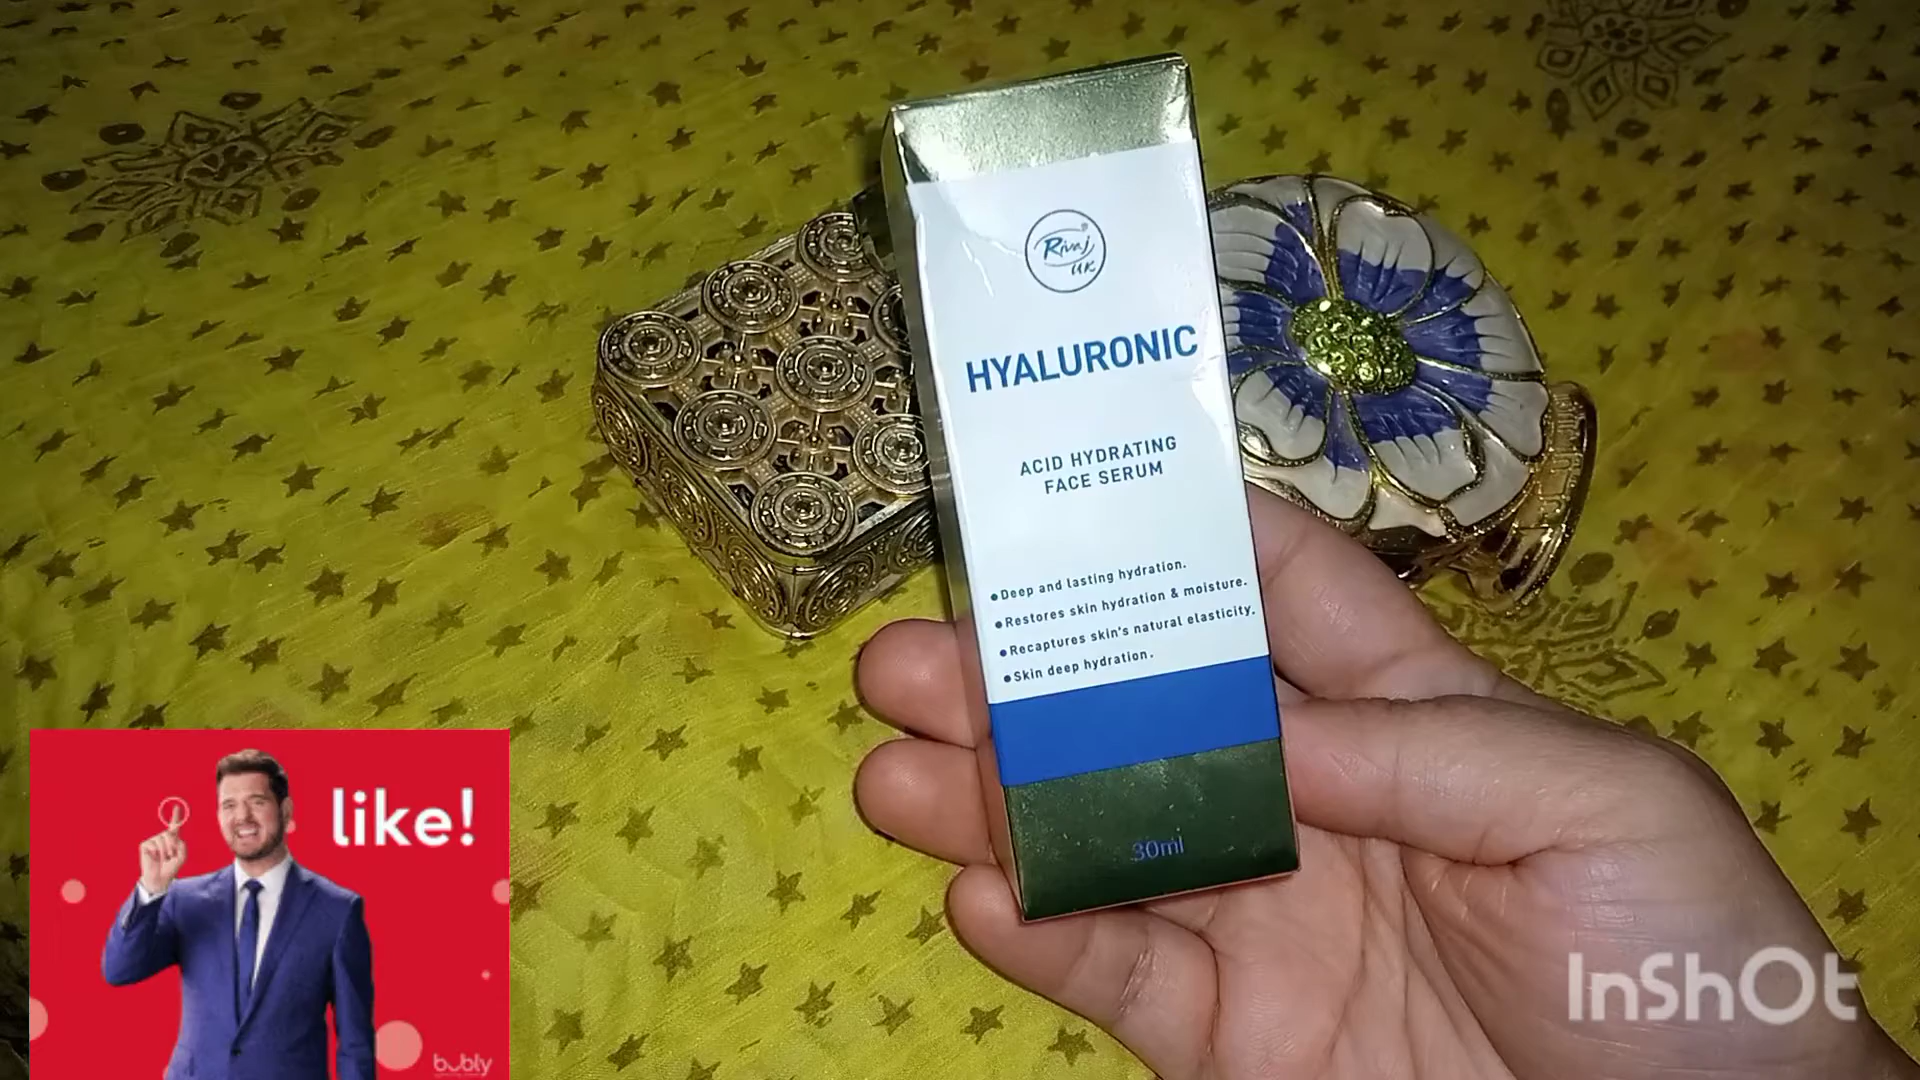 Rivaj
UK
HYALURONIC
ACID HYDRATING
FACE SERUM
•Deep and lasting hydration.
•Restores skin hydration & moisture.
•Recaptures skin's natural elasticity.
•Skin deep hydration.
30ml
like!
bubly
InShOt